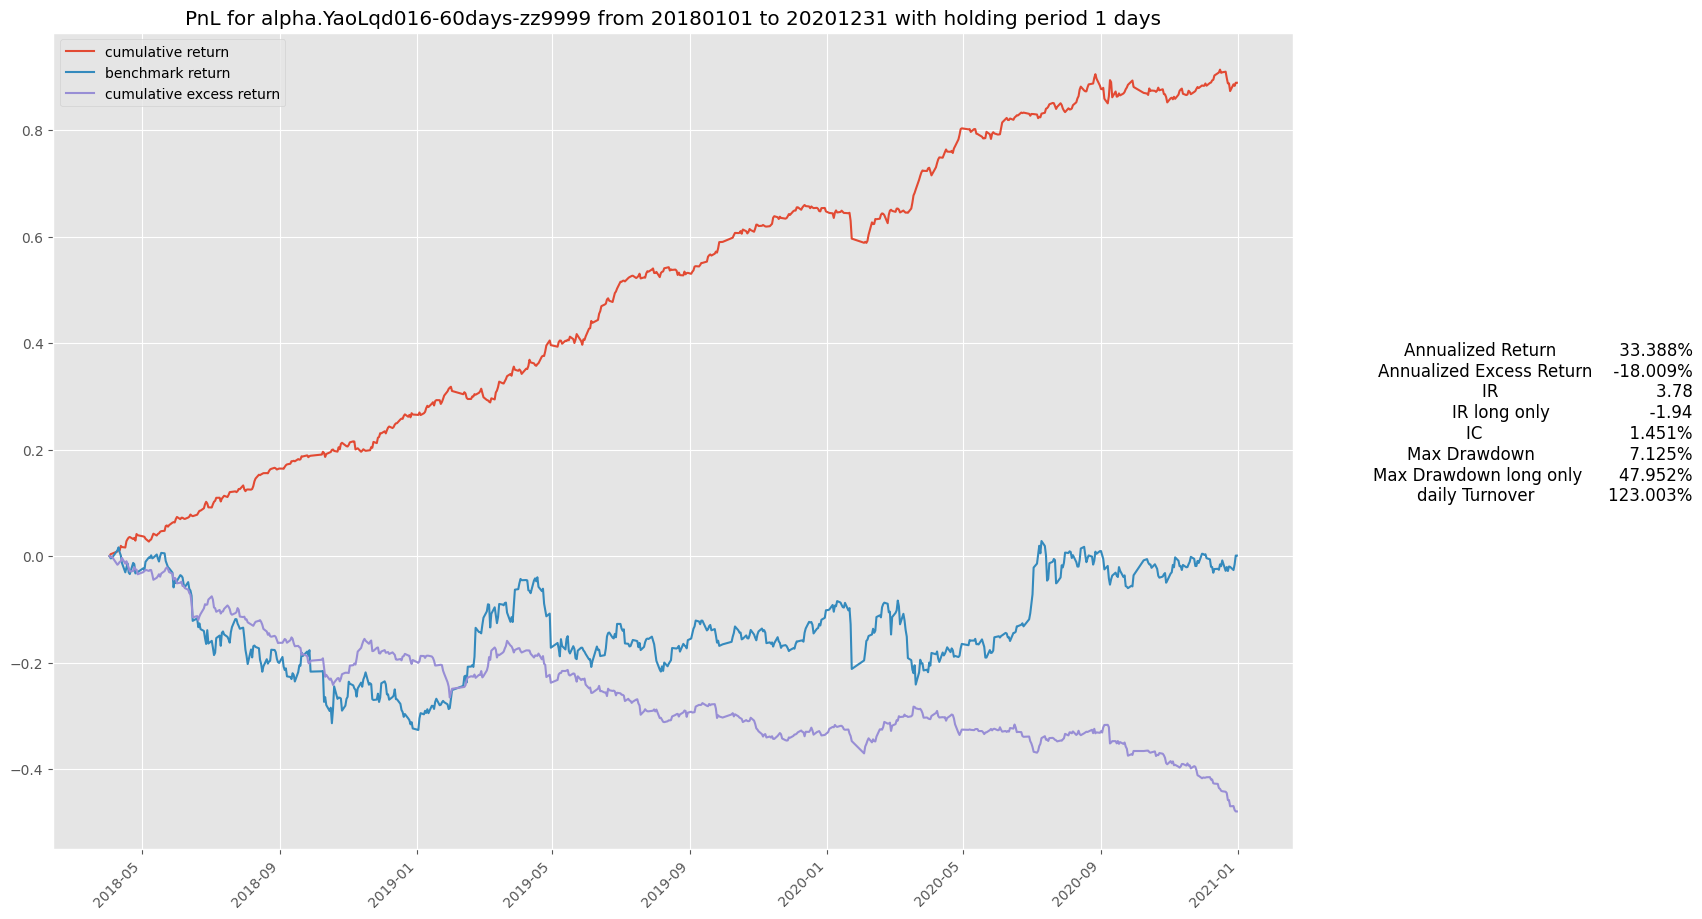 PnL for alpha.YaoLqd016-60days-zz9999 from 20180101 to 20201231 with holding period 1 days
cumulative return
benchmark return
cumulative excess return
0.8
0.6
0.4
0.2
0.0
−0.2
−0.4
2018-05
2018-09
2019-01
2019-05
2019-09
2020-01
2020-05
2020-09
2021-01
Annualized Return 33.388%
Annualized Excess Return -18.009%
IR 3.78
IR long only -1.94
IC 1.451%
Max Drawdown 7.125%
Max Drawdown long only 47.952%
daily Turnover 123.003%